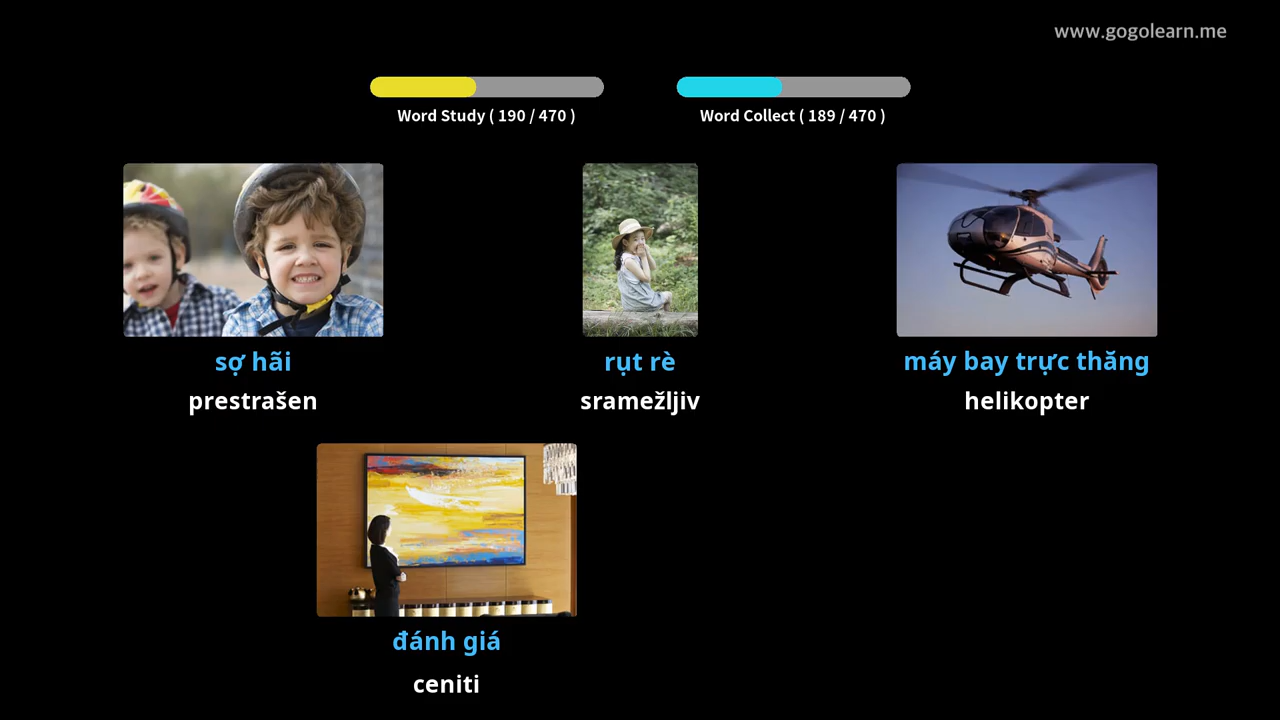 www.gogolearn.me
Word Study ( 190 / 470 )
Word Collect ( 189 / 470 )
sợ hãi
rụt rè
máy bay trực thăng
prestrašen
sramežljiv
helikopter
đánh giá
ceniti